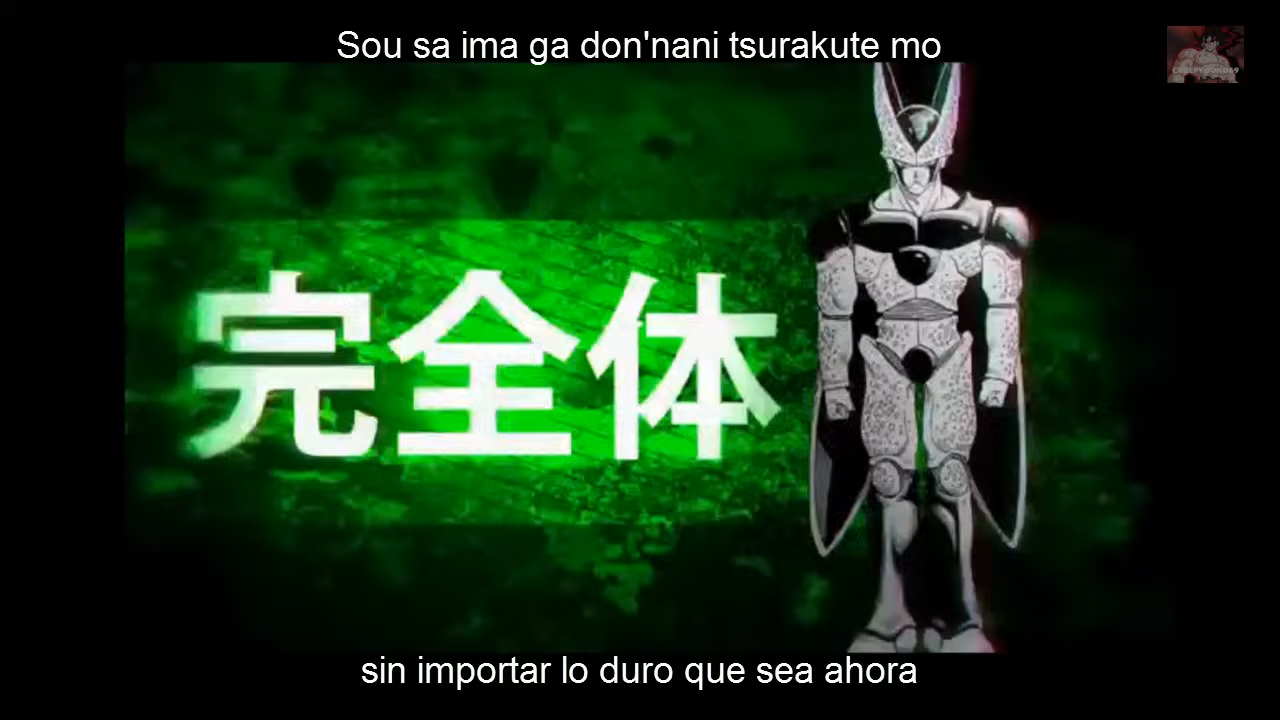 Sou sa ima ga don'nani tsurakute mo
完全体
sin importar lo duro que sea ahora